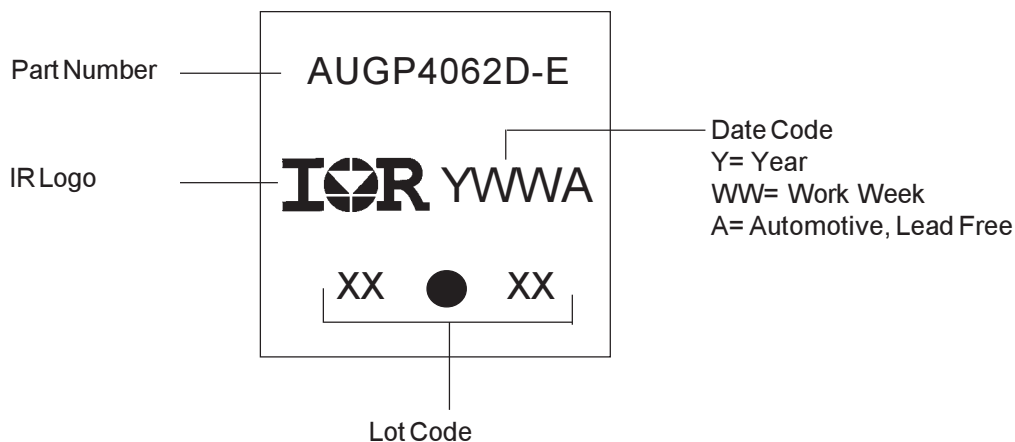 Part Number
AUGP4062D-E
IR Logo
IOR YWWA
Date Code
Y= Year
WW= Work Week
A= Automotive, Lead Free
XX XX
Lot Code